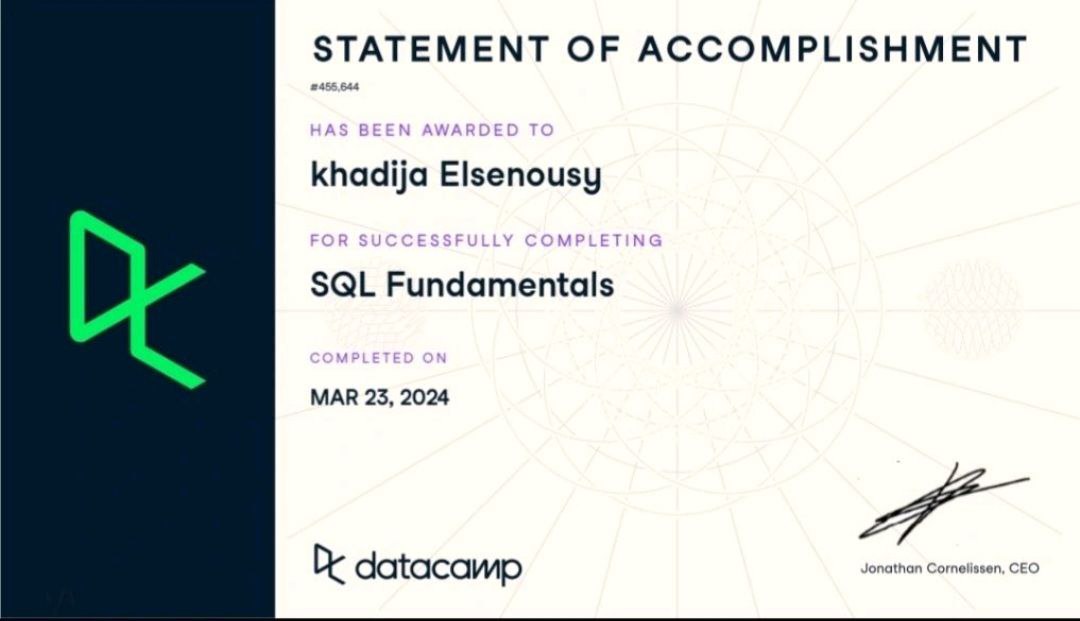 STATEMENT OF ACCOMPLISHMENT
#455,644
HAS BEEN AWARDED TO
khadija Elsenousy
FOR SUCCESSFULLY COMPLETING
SQL Fundamentals
COMPLETED ON
MAR 23, 2024
datacamp
Jonathan Cornelissen, CEO